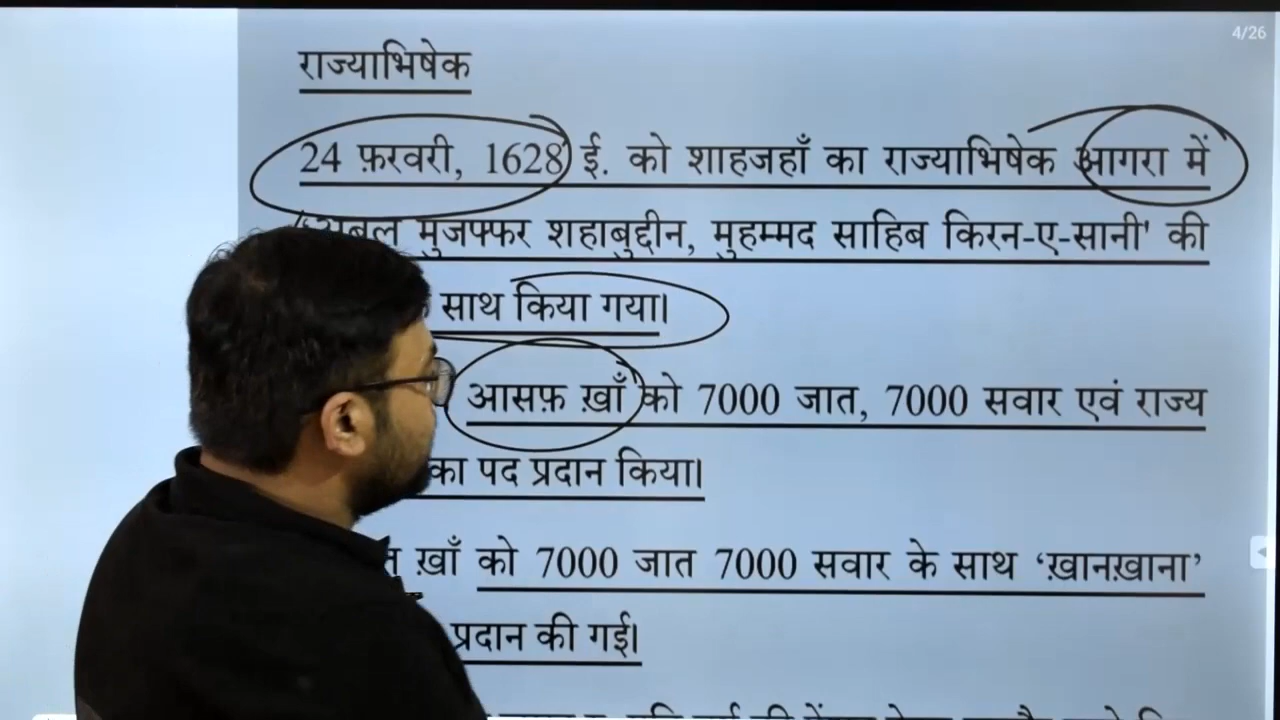 4/26
राज्याभिषेक
24 फ़रवरी, 1628 ई. को शाहजहाँ का राज्याभिषेक आगरा में
मुजफ्फर शहाबुद्दीन, मुहम्मद साहिब किरन-ए-सानी' की
साथ किया गया।
आसफ़ ख़ाँ को 7000 जात, 7000 सवार एवं राज्य
का पद प्रदान किया।
ख़ाँ को 7000 जात 7000 सवार के साथ ‘ख़ानख़ाना’
प्रदान की गई।